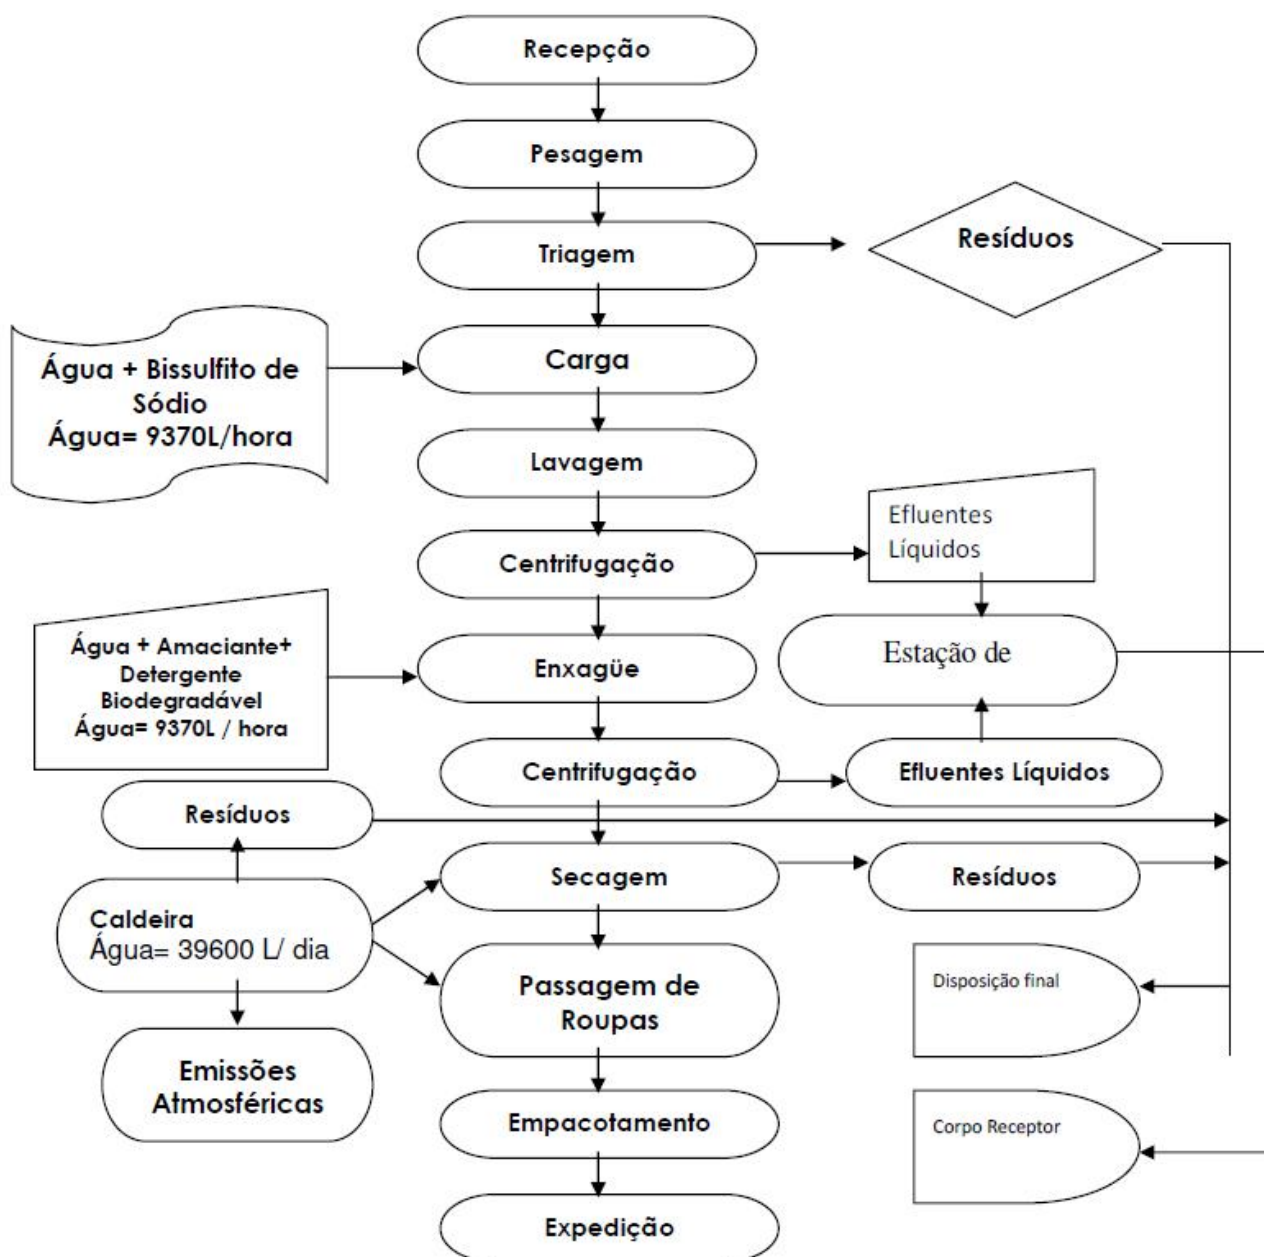 Recepção
Pesagem
Triagem
Resíduos
Carga
Água + Bissulfito de
Sódio
Água= 9370L/hora
Lavagem
Centrifugação
Efluentes
Líquidos
Água + Amaciante+
Detergente
Biodegradável
Água= 9370L / hora
Enxagüe
Estação de
Centrifugação
Efluentes Líquidos
Resíduos
Secagem
Resíduos
Caldeira
Água= 39600 L/ dia
Passagem de
Roupas
Disposição final
Emissões
Atmosféricas
Empacotamento
Corpo Receptor
Expedição